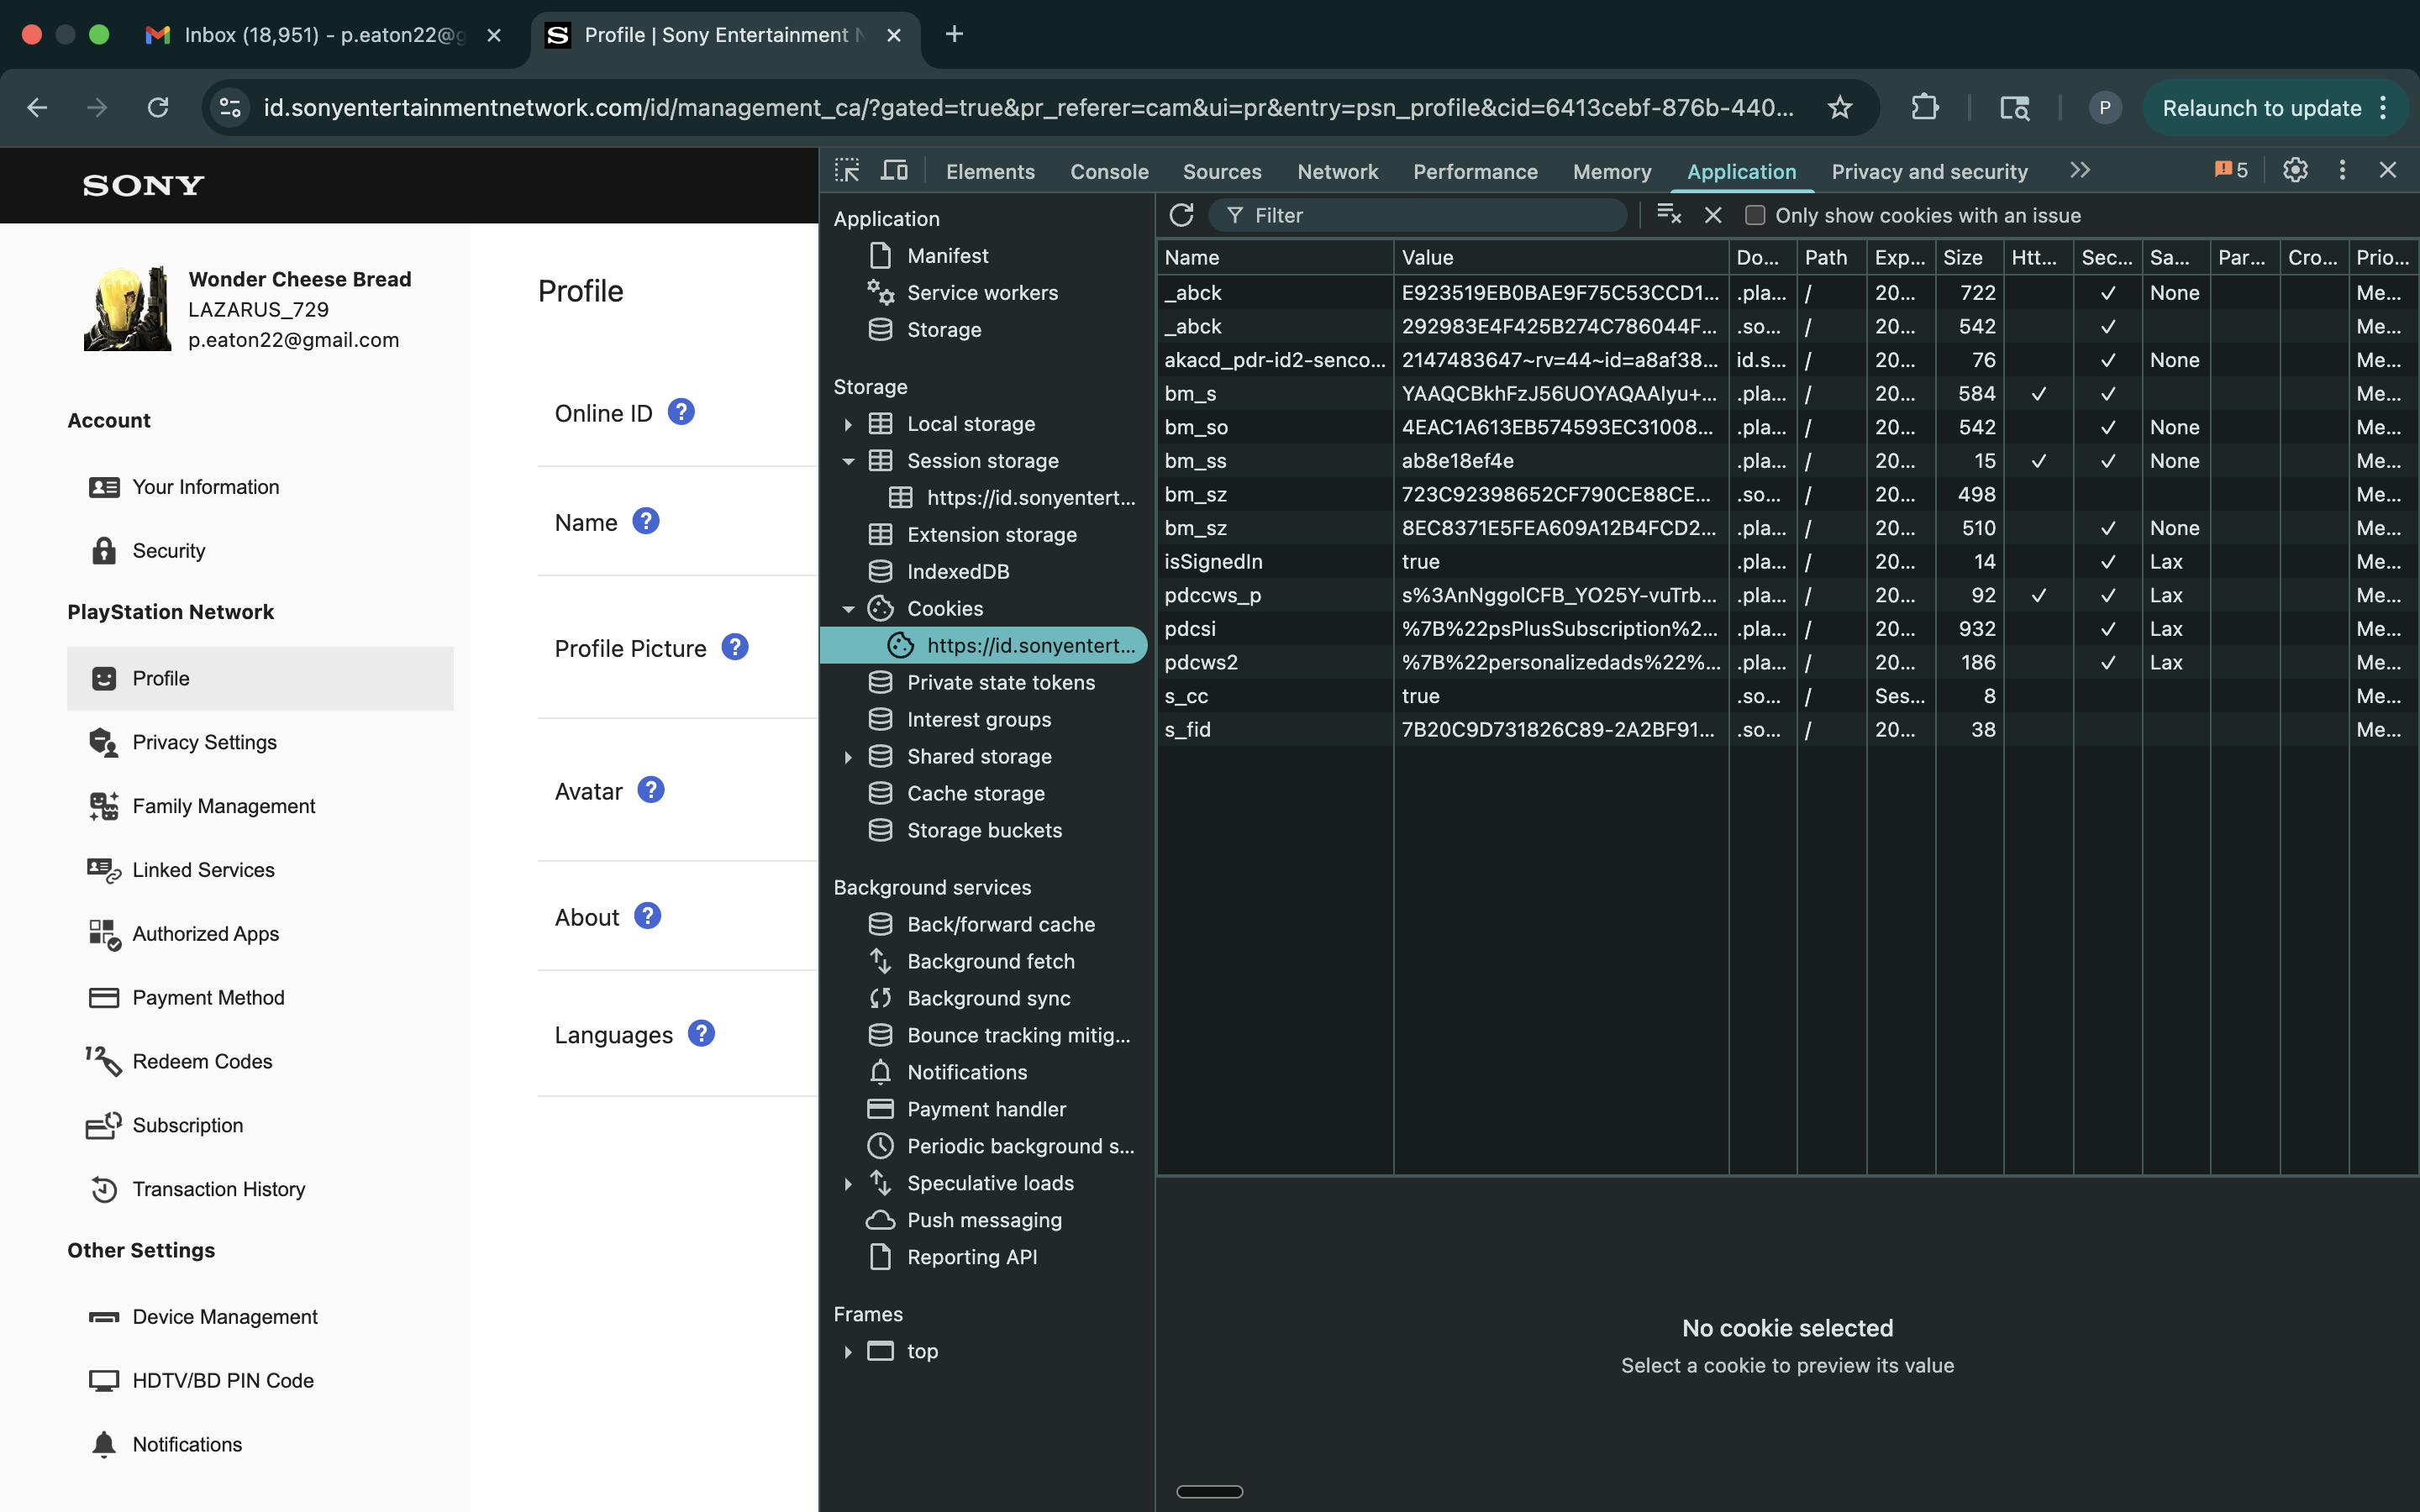 Inbox (18,951) - p.eaton22@g
Profile | Sony Entertainment N
id.sonyentertainmentnetwork.com/id/management_ca/?gated=true&pr_referer=cam&ui=pr&entry=psn_profile&cid=6413cebf-876b-440...
P
Relaunch to update
SONY
Wonder Cheese Bread
LAZARUS_729
p.eaton22@gmail.com
Account
Your Information
Security
PlayStation Network
Profile
Privacy Settings
Family Management
Linked Services
Authorized Apps
Payment Method
Redeem Codes
Subscription
Transaction History
Other Settings
Device Management
HDTV/BD PIN Code
Notifications
Profile
Online ID ?
Name ?
Profile Picture ?
Avatar ?
About ?
Languages ?
Elements Console Sources Network Performance Memory Application Privacy and security 5
Application
Manifest
Service workers
Storage
Storage
Local storage
Session storage
https://id.sonyentert...
Extension storage
IndexedDB
Cookies
https://id.sonyentert...
Private state tokens
Interest groups
Shared storage
Cache storage
Storage buckets
Background services
Back/forward cache
Background fetch
Background sync
Bounce tracking mitig...
Notifications
Payment handler
Periodic background s...
Speculative loads
Push messaging
Reporting API
Frames
top
Filter Only show cookies with an issue
Name Value Do... Path Exp... Size Htt... Sec... Sa... Par... Cro... Prio...
_abck E923519EB0BAE9F75C53CCD1... .pla... / 20... 722 ✓ None Me...
_abck 292983E4F425B274C786044F... .so... / 20... 542 ✓ Me...
akacd_pdr-id2-senco... 2147483647~rv=44~id=a8af38... id.s... / 20... 76 ✓ None Me...
bm_s YAAQCBkhFzJ56UOYAQAAIyu+... .pla... / 20... 584 ✓ ✓ Me...
bm_so 4EAC1A613EB574593EC31008... .pla... / 20... 542 ✓ None Me...
bm_ss ab8e18ef4e .pla... / 20... 15 ✓ ✓ None Me...
bm_sz 723C92398652CF790CE88CE... .so... / 20... 498 Me...
bm_sz 8EC8371E5FEA609A12B4FCD2... .pla... / 20... 510 ✓ None Me...
isSignedIn true .pla... / 20... 14 ✓ Lax Me...
pdccws_p s%3AnNggolCFB_YO25Y-vuTrb... .pla... / 20... 92 ✓ ✓ Lax Me...
pdcsi %7B%22psPlusSubscription%2... .pla... / 20... 932 ✓ Lax Me...
pdcws2 %7B%22personalizedads%22%... .pla... / 20... 186 ✓ Lax Me...
s_cc true .so... / Ses... 8 Me...
s_fid 7B20C9D731826C89-2A2BF91... .so... / 20... 38 Me...
No cookie selected
Select a cookie to preview its value